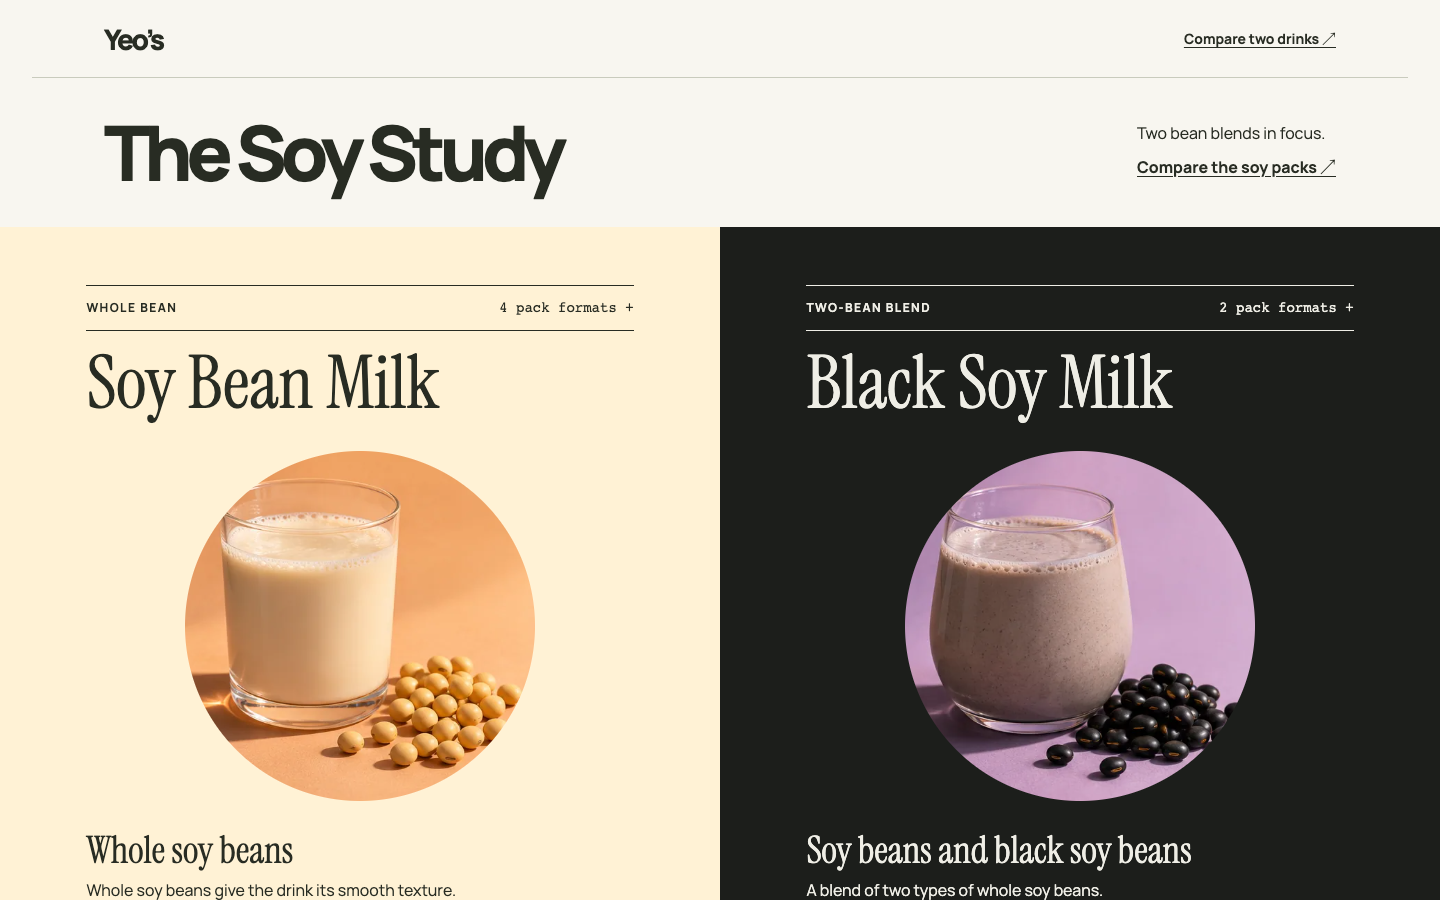 Yeo's
Compare two drinks ↗
The Soy Study
Two bean blends in focus.
Compare the soy packs ↗
WHOLE BEAN
4 pack formats +
Soy Bean Milk
Whole soy beans
Whole soy beans give the drink its smooth texture.
TWO-BEAN BLEND
2 pack formats +
Black Soy Milk
Soy beans and black soy beans
A blend of two types of whole soy beans.